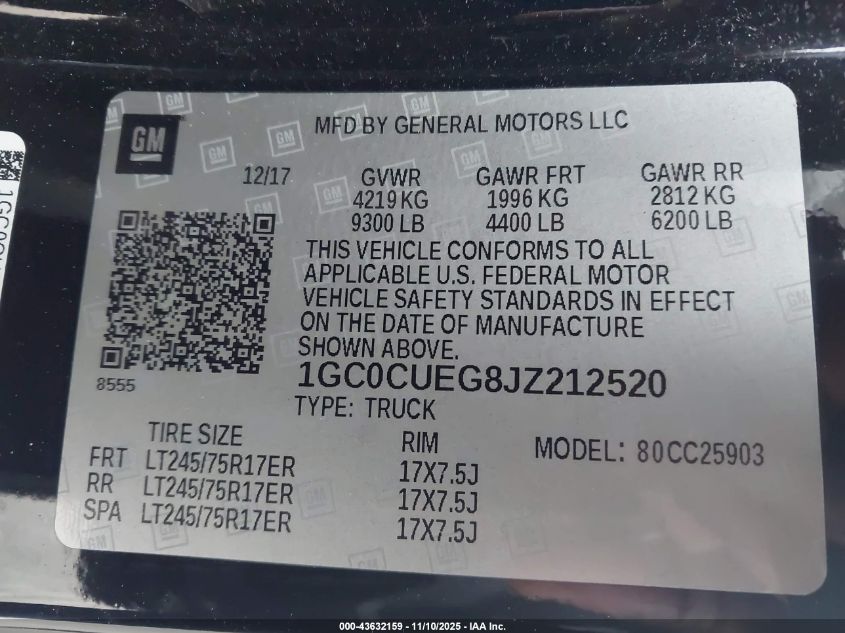 GM
MFD BY GENERAL MOTORS LLC
12/17
GVWR GAWR FRT GAWR RR
4219 KG 1996 KG 2812 KG
9300 LB 4400 LB 6200 LB
THIS VEHICLE CONFORMS TO ALL
APPLICABLE U.S. FEDERAL MOTOR
VEHICLE SAFETY STANDARDS IN EFFECT
ON THE DATE OF MANUFACTURE
SHOWN ABOVE.
8555
1GC0CUEG8JZ212520
TYPE: TRUCK
TIRE SIZE RIM MODEL: 80CC25903
FRT LT245/75R17ER 17X7.5J
RR LT245/75R17ER 17X7.5J
SPA LT245/75R17ER 17X7.5J
000-43632159 - 11/10/2025 - IAA Inc.